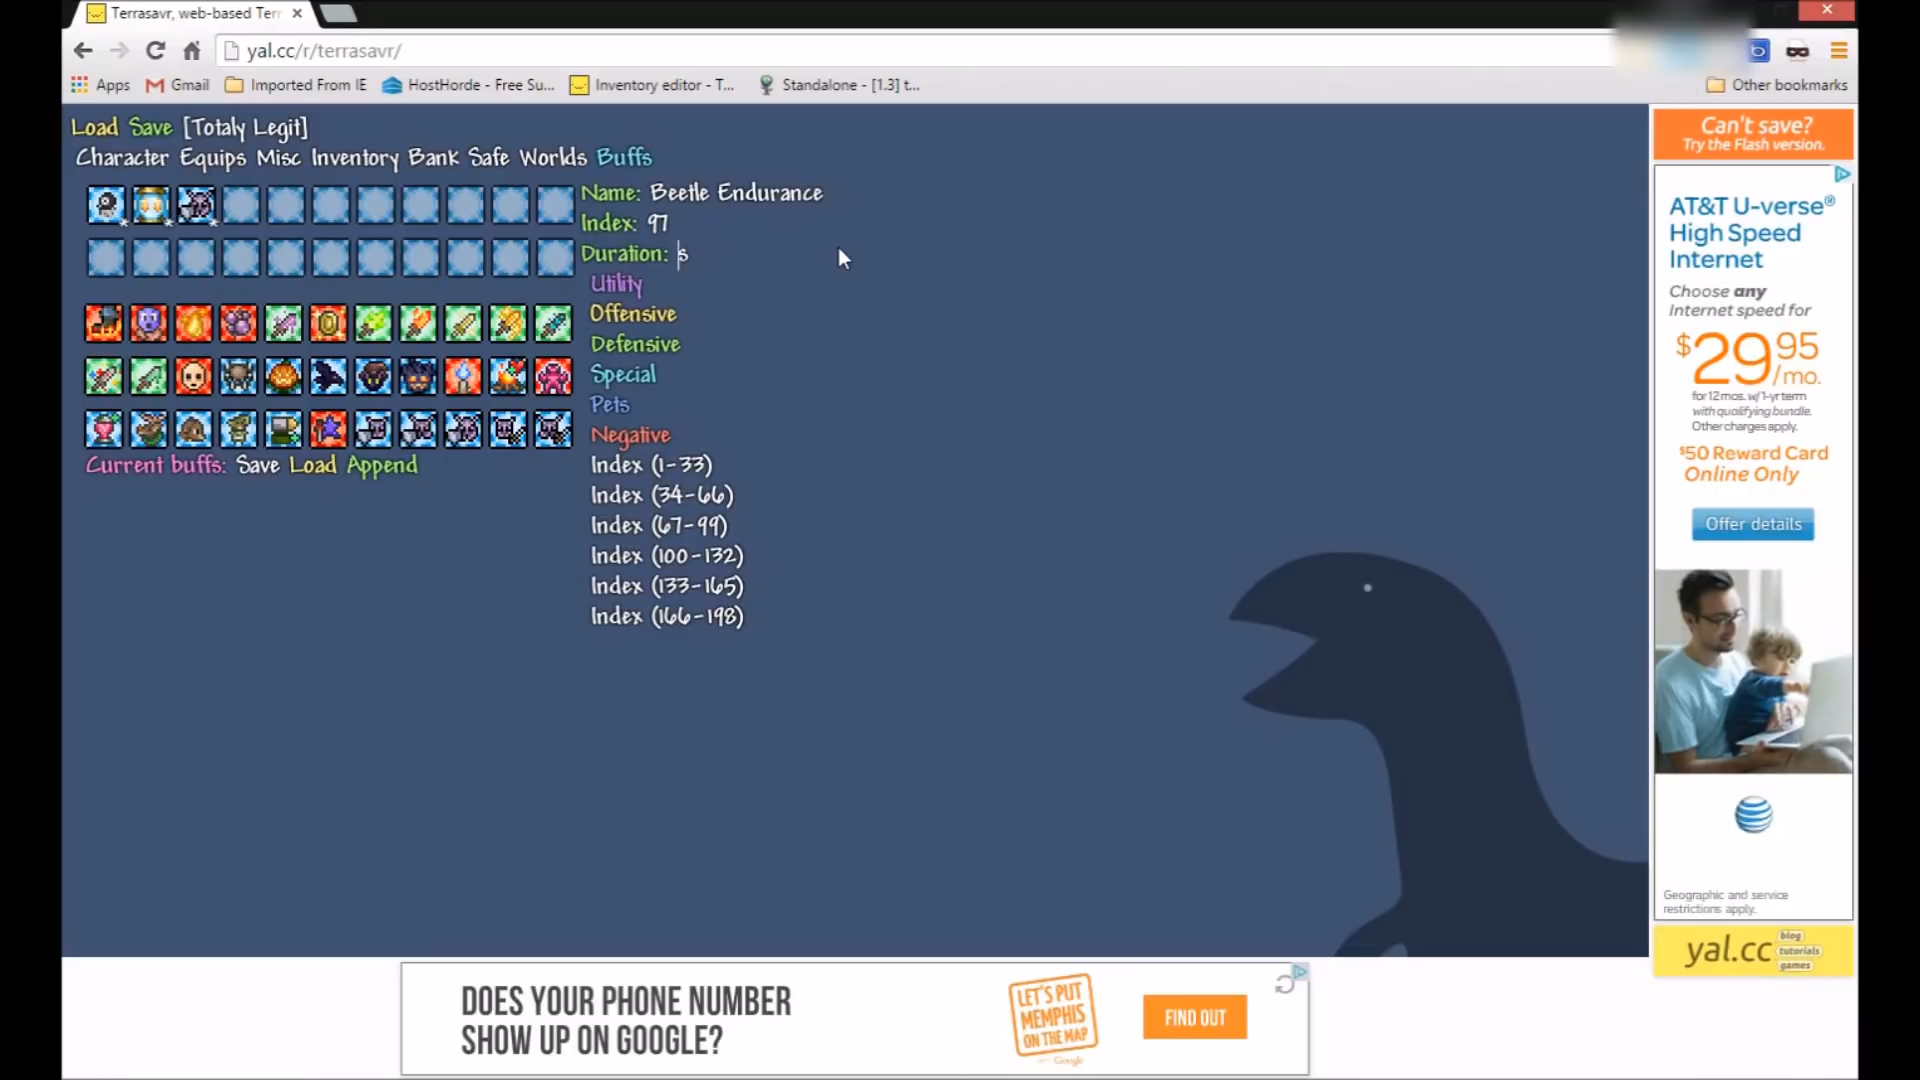 Terrasavr, web-based Terr
yal.cc/r/terrasavr/
Apps Gmail Imported From IE HostHorde - Free Su... Inventory editor - T... Standalone - [1.3] t... Other bookmarks
Load Save [Totaly Legit]
Character Equips Misc Inventory Bank Safe Worlds Buffs
Name: Beetle Endurance
Index: 97
Duration: s
Utility
Offensive
Defensive
Special
Pets
Negative
Index (1-33)
Index (34-66)
Index (67-99)
Index (100-132)
Index (133-165)
Index (166-198)
Current buffs: Save Load Append
Can't save?
Try the Flash version.
AT&T U-verse®
High Speed
Internet
Choose any
Internet speed for
$29.95
/mo.
for 12 mos. w/1-yr term
with qualifying bundle.
Other charges apply.
$50 Reward Card
Online Only
Offer details
Geographic and service
restrictions apply.
yal.cc blog
tutorials
games
DOES YOUR PHONE NUMBER
SHOW UP ON GOOGLE?
LET'S PUT
MEMPHIS
ON THE MAP
Google
FIND OUT